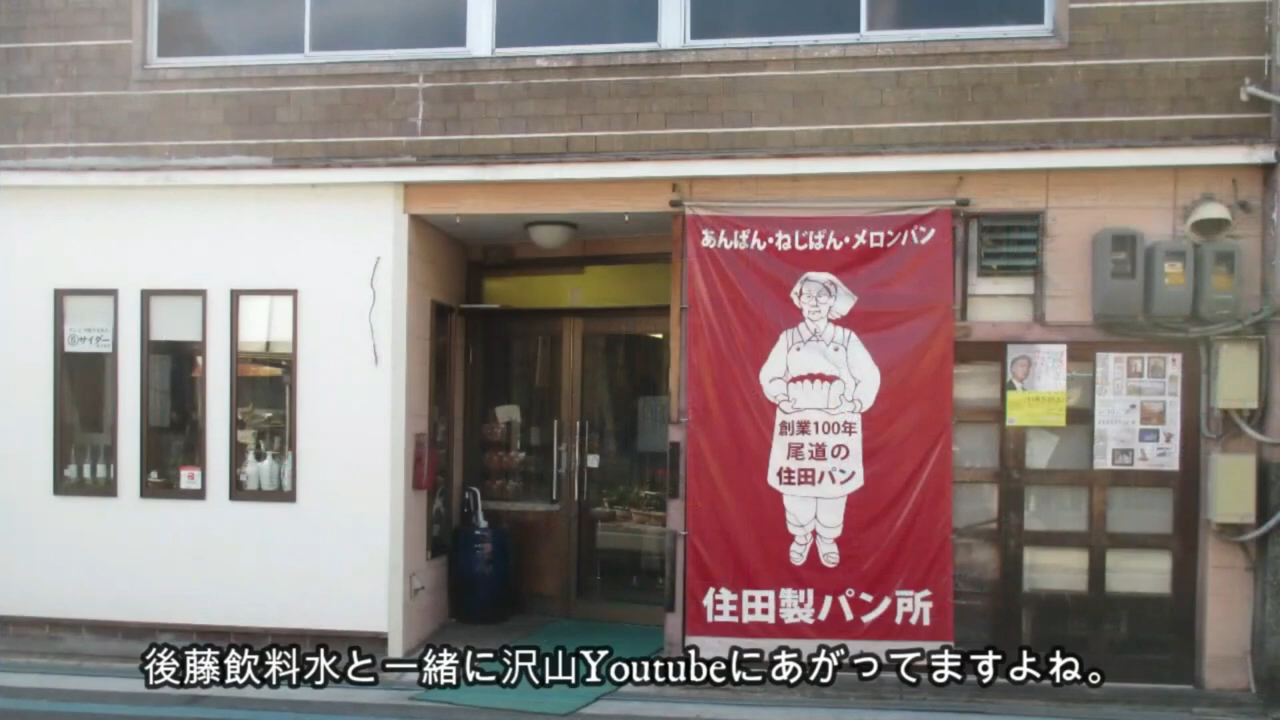 あんぱん・ねじぱん・メロンパン
サイダー
創業100年
尾道の
住田パン
住田製パン所
後藤飲料水と一緒に沢山Youtubeにあがってますよね。